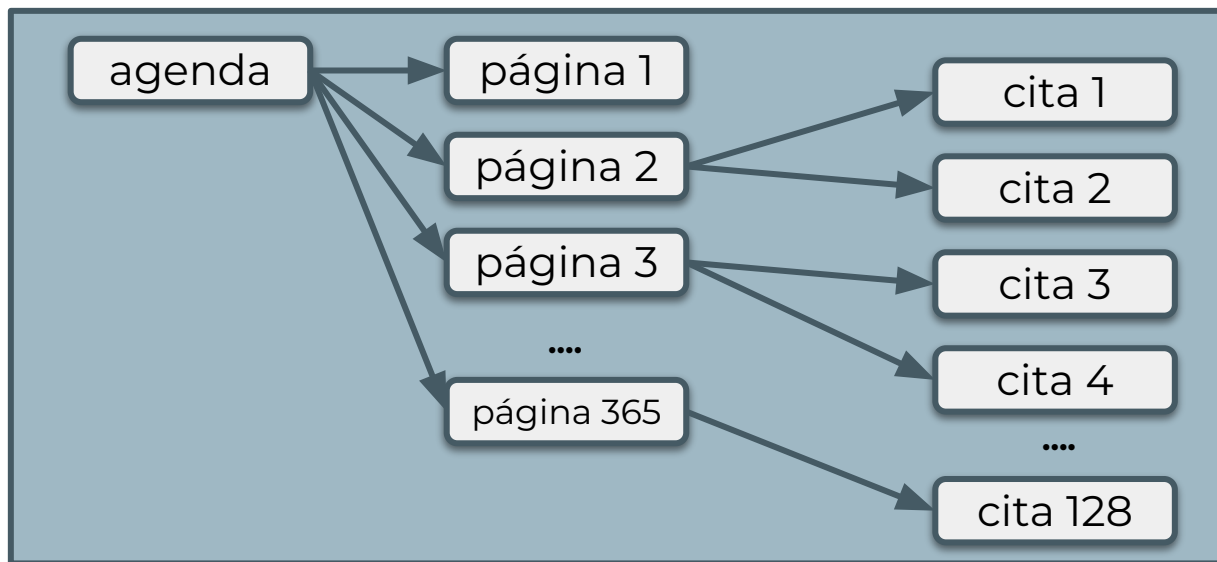 agenda
página 1
página 2
página 3
....
página 365
cita 1
cita 2
cita 3
cita 4
....
cita 128